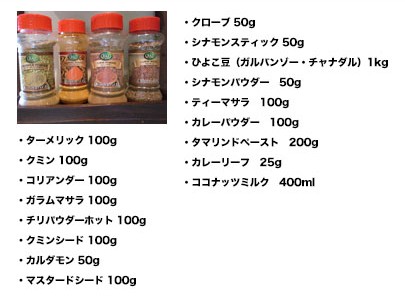 ・ターメリック 100g
・クミン 100g
・コリアンダー 100g
・ガラムマサラ 100g
・チリパウダーホット 100g
・クミンシード 100g
・カルダモン 50g
・マスタードシード 100g
・クローブ 50g
・シナモンスティック 50g
・ひよこ豆（ガルバンゾー・チャナダル）1kg
・シナモンパウダー　50g
・ティーマサラ　100g
・カレーパウダー　100g
・タマリンドペースト　200g
・カレーリーフ　25g
・ココナッツミルク　400ml